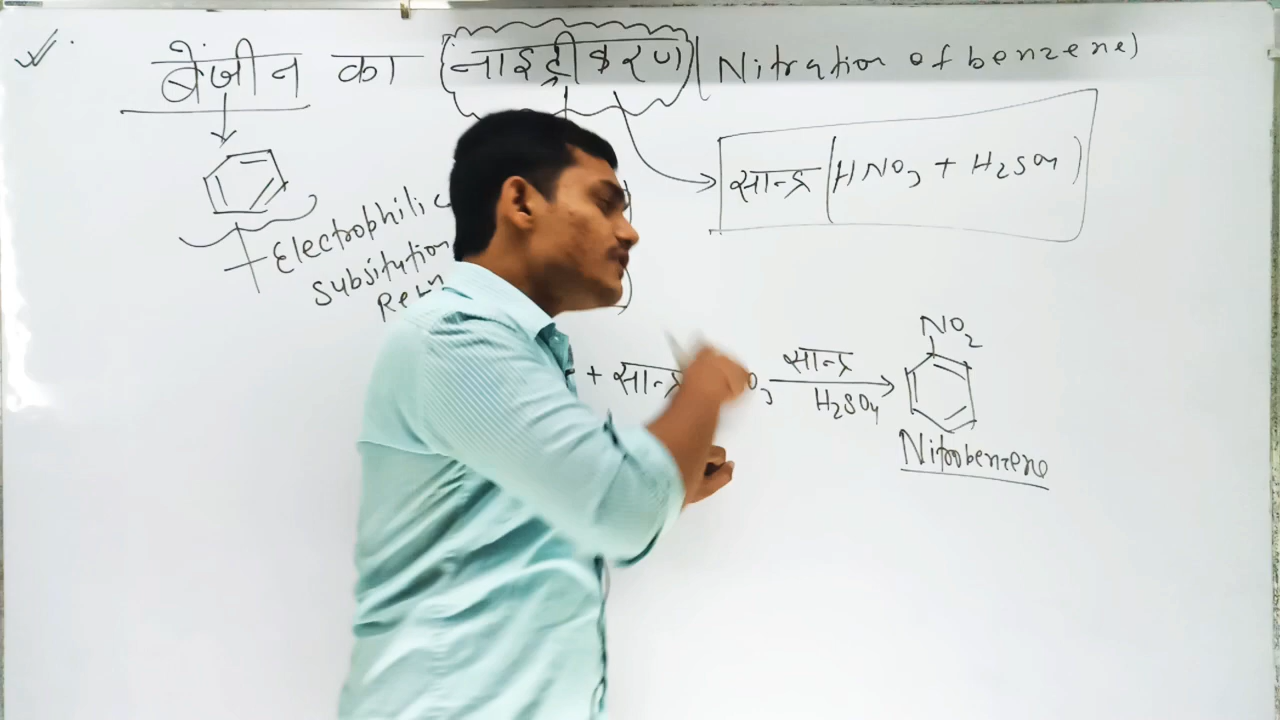 बेंजीन का नाइट्रीकरण (Nitration of benzene)
सान्द्र (HNO3 + H2SO4)
Electrophilic
Subsitution
NO2
+ सान्द्र
सान्द्र
H2SO4
Nitrobenzene